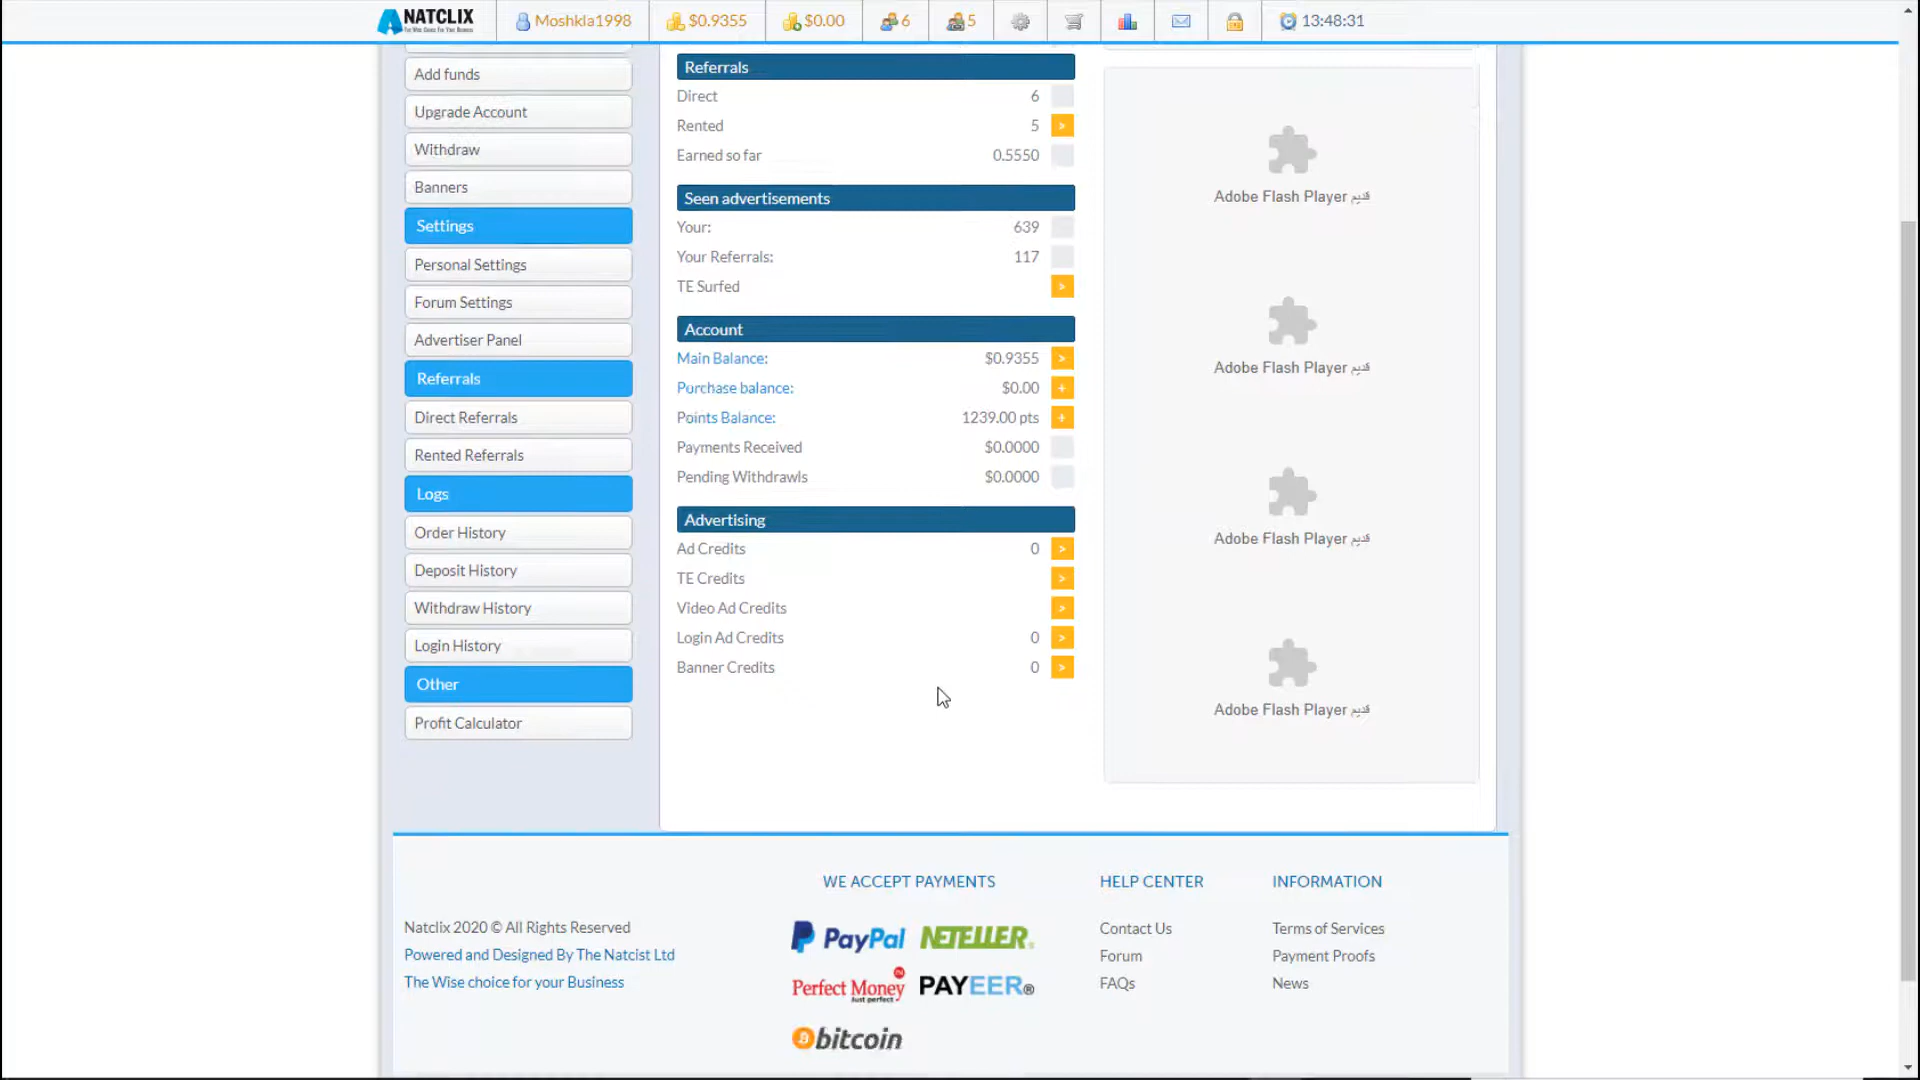 NATCLIX
Moshkla1998
$0.9355
$0.00
6
5
13:48:31
Add funds
Upgrade Account
Withdraw
Banners
Settings
Personal Settings
Forum Settings
Advertiser Panel
Referrals
Direct Referrals
Rented Referrals
Logs
Order History
Deposit History
Withdraw History
Login History
Other
Profit Calculator
Referrals
Direct 6
Rented 5 >
Earned so far 0.5550
Seen advertisements
Your: 639
Your Referrals: 117
TE Surfed >
Account
Main Balance: $0.9355 >
Purchase balance: $0.00 +
Points Balance: 1239.00 pts +
Payments Received $0.0000
Pending Withdrawls $0.0000
Advertising
Ad Credits 0 >
TE Credits >
Video Ad Credits >
Login Ad Credits 0 >
Banner Credits 0 >
Adobe Flash Player قديم
Adobe Flash Player قديم
Adobe Flash Player قديم
Adobe Flash Player قديم
Natclix 2020 © All Rights Reserved
Powered and Designed By The Natcist Ltd
The Wise choice for your Business
WE ACCEPT PAYMENTS
PayPal NETELLER®
Perfect Money Just perfect PAYEER®
bitcoin
HELP CENTER
Contact Us
Forum
FAQs
INFORMATION
Terms of Services
Payment Proofs
News